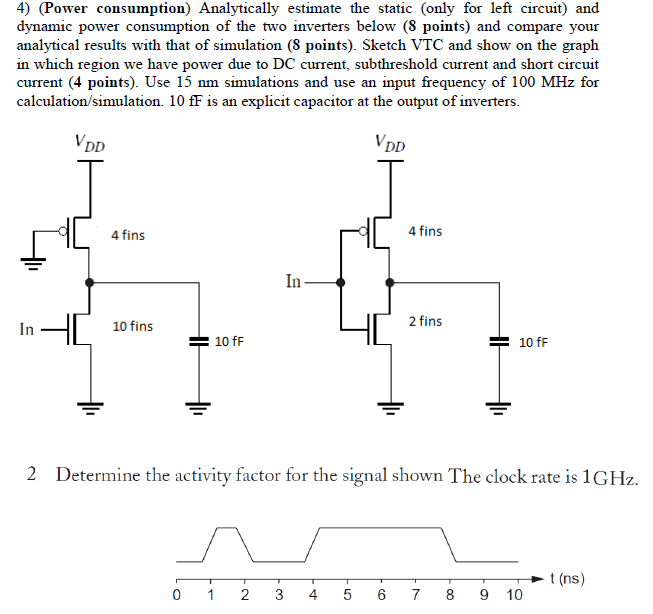 4) (Power consumption) Analytically estimate the static (only for left circuit) and
dynamic power consumption of the two inverters below (8 points) and compare your
analytical results with that of simulation (8 points). Sketch VTC and show on the graph
in which region we have power due to DC current, subthreshold current and short circuit
current (4 points). Use 15 nm simulations and use an input frequency of 100 MHz for
calculation/simulation. 10 fF is an explicit capacitor at the output of inverters.
VDD
VDD
4 fins
4 fins
In
In
10 fins
2 fins
10 fF
10 fF
2 Determine the activity factor for the signal shown The clock rate is 1GHz.
t (ns)
0 1 2 3 4 5 6 7 8 9 10